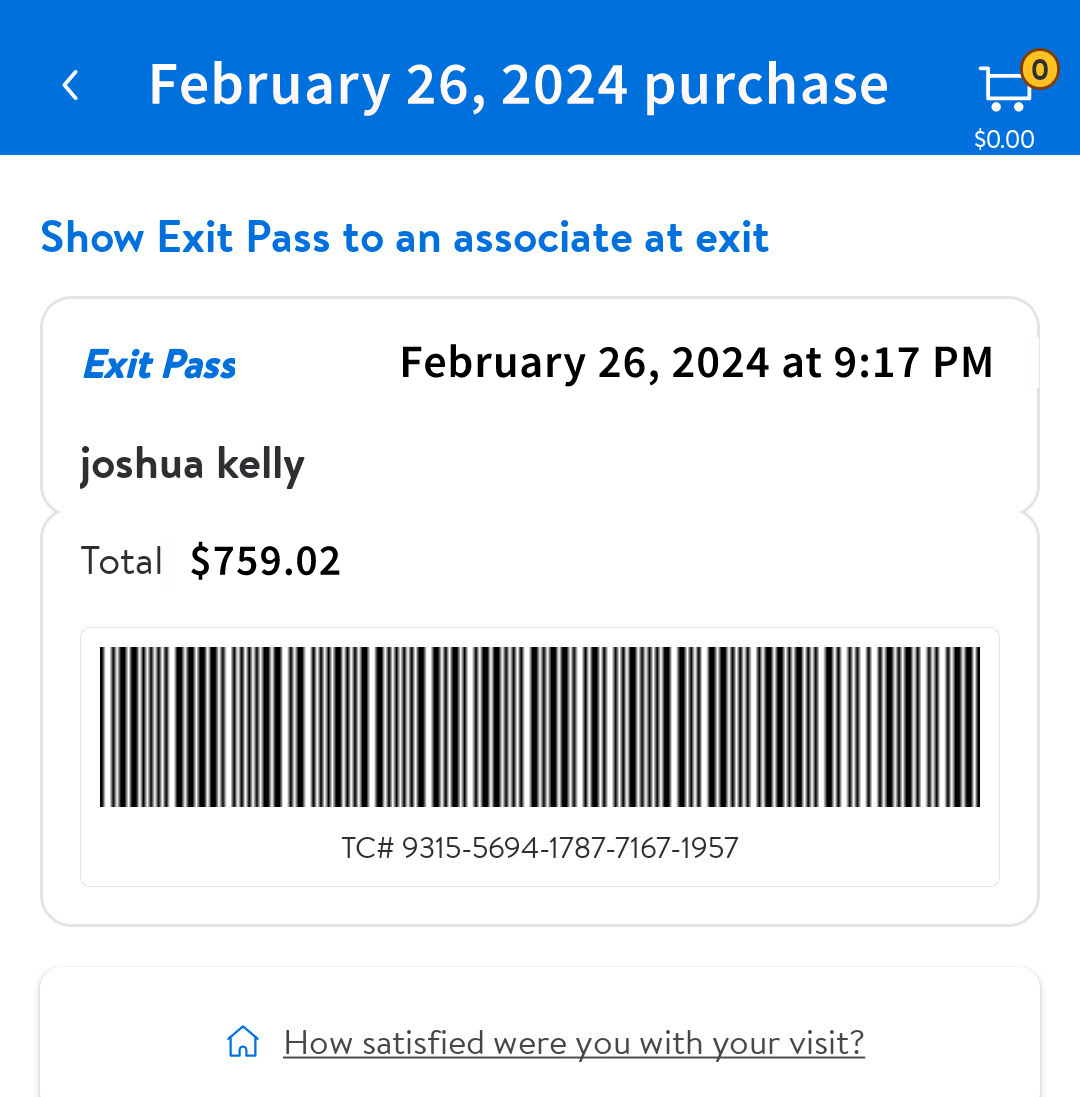 February 26, 2024 purchase
0
$0.00
Show Exit Pass to an associate at exit
Exit Pass
February 26, 2024 at 9:17 PM
joshua kelly
Total $759.02
TC# 9315-5694-1787-7167-1957
How satisfied were you with your visit?